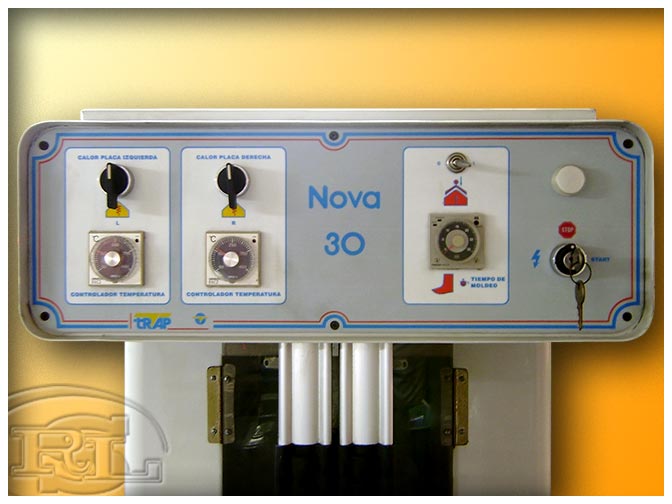 CALOR PLACA IZQUIERDA
L
CONTROLADOR TEMPERATURA
CALOR PLACA DERECHA
R
CONTROLADOR TEMPERATURA
Nova
30
TIEMPO DE
MOLDEO
STOP
START
TRAP
RL